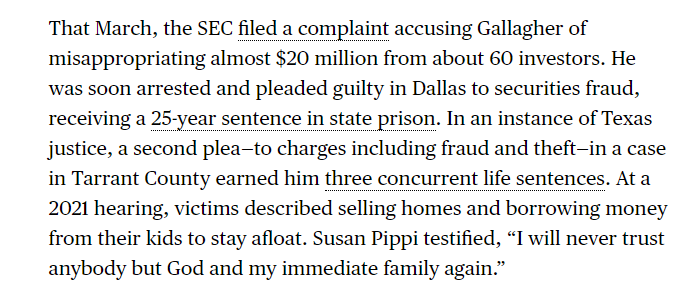 That March, the SEC filed a complaint accusing Gallagher of
misappropriating almost $20 million from about 60 investors. He
was soon arrested and pleaded guilty in Dallas to securities fraud,
receiving a 25-year sentence in state prison. In an instance of Texas
justice, a second plea—to charges including fraud and theft—in a case
in Tarrant County earned him three concurrent life sentences. At a
2021 hearing, victims described selling homes and borrowing money
from their kids to stay afloat. Susan Pippi testified, “I will never trust
anybody but God and my immediate family again.”